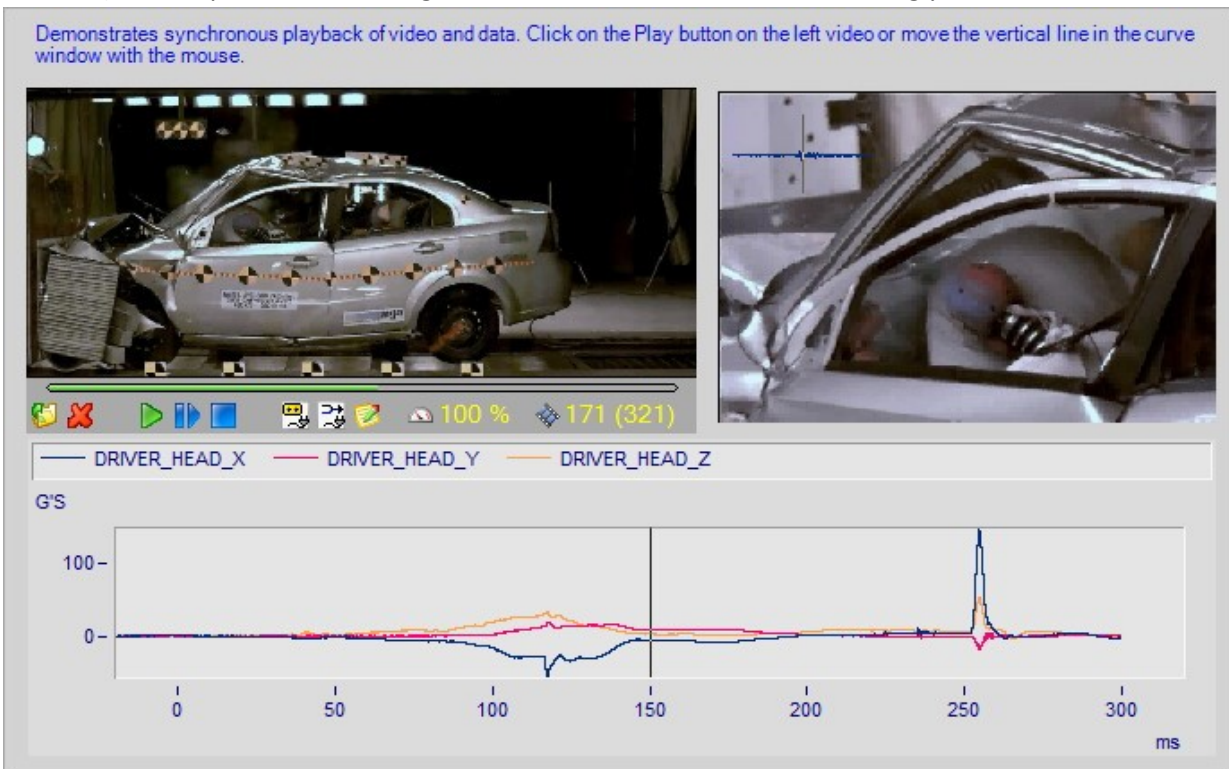 Demonstrates synchronous playback of video and data. Click on the Play button on the left video or move the vertical line in the curve
window with the mouse.
100 %
171 (321)
DRIVER_HEAD_X
DRIVER_HEAD_Y
DRIVER_HEAD_Z
G'S
100
0
0
50
100
150
200
250
300
ms